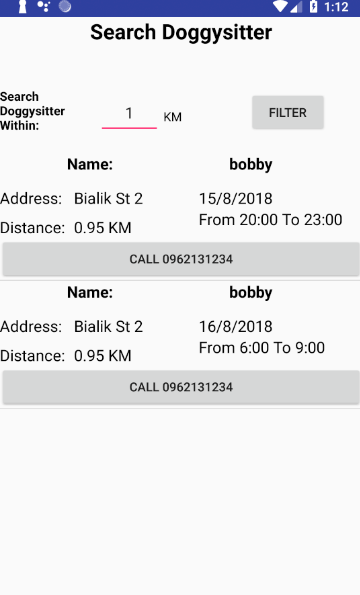 1:12
Search Doggysitter
Search
Doggysitter
Within:
1 KM
FILTER
Name: bobby
Address: Bialik St 2 15/8/2018
Distance: 0.95 KM From 20:00 To 23:00
CALL 0962131234
Name: bobby
Address: Bialik St 2 16/8/2018
Distance: 0.95 KM From 6:00 To 9:00
CALL 0962131234